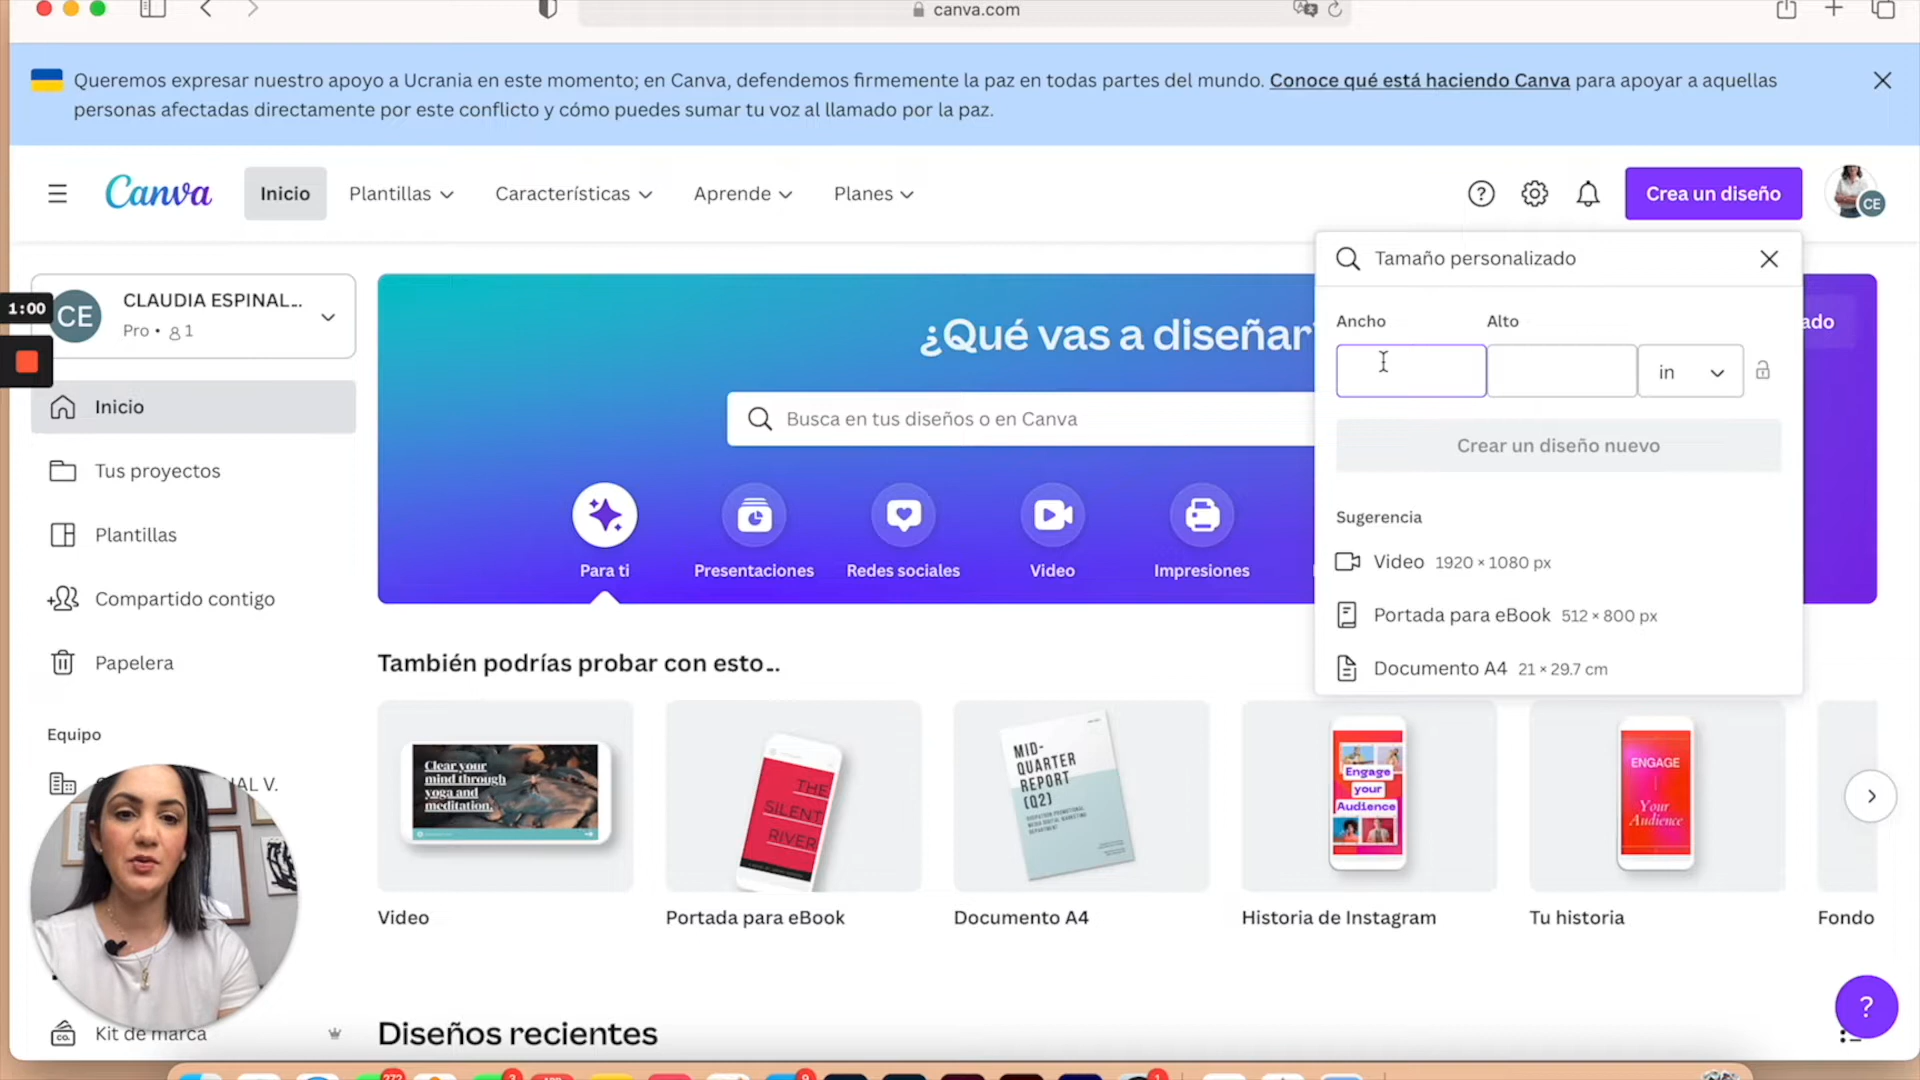 canva.com
Queremos expresar nuestro apoyo a Ucrania en este momento; en Canva, defendemos firmemente la paz en todas partes del mundo. Conoce qué está haciendo Canva para apoyar a aquellas
personas afectadas directamente por este conflicto y cómo puedes sumar tu voz al llamado por la paz.
Canva
Inicio
Plantillas
Características
Aprende
Planes
Crea un diseño
CE
Tamaño personalizado
1:00
CE
CLAUDIA ESPINAL...
Pro • 1
¿Qué vas a diseñar
ado
Ancho
Alto
in
Busca en tus diseños o en Canva
Crear un diseño nuevo
Inicio
Tus proyectos
Plantillas
Compartido contigo
Papelera
Equipo
Para ti
Presentaciones
Redes sociales
Video
Impresiones
Sugerencia
Video 1920 × 1080 px
Portada para eBook 512 × 800 px
Documento A4 21 × 29.7 cm
También podrías probar con esto...
Clear your
mind through
yoga and
meditation.
THE
SILENT
RIVER
MID-
QUARTER
REPORT
(Q2)
Engage
your
Audience
ENGAGE
Your
Audience
Video
Portada para eBook
Documento A4
Historia de Instagram
Tu historia
Fondo
AL V.
Kit de marca
CO.
Diseños recientes
?
272
3
9
1